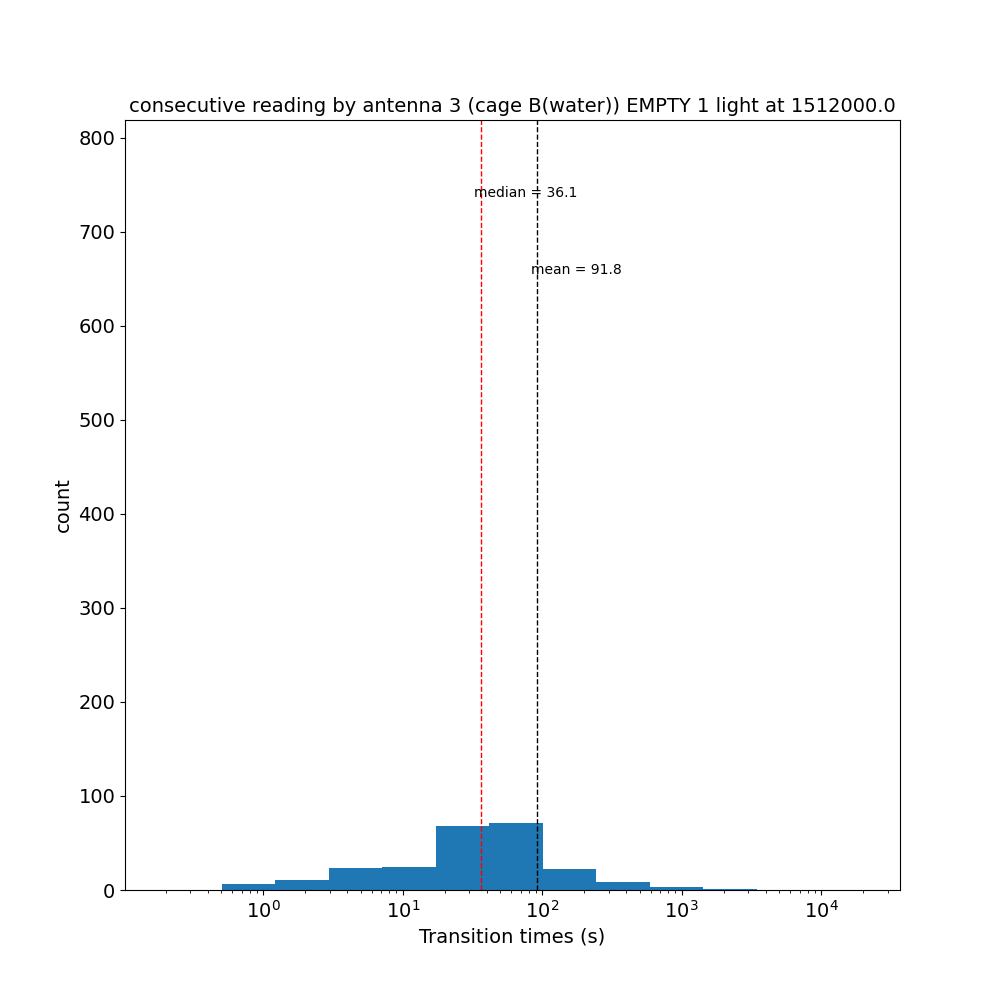 consecutive reading by antenna 3 (cage B(water)) EMPTY 1 light at 1512000.0
800
median = 36.1
700
mean = 91.8
600
500
count
400
300
200
100
0
10⁰ 10¹ 10² 10³ 10⁴
Transition times (s)